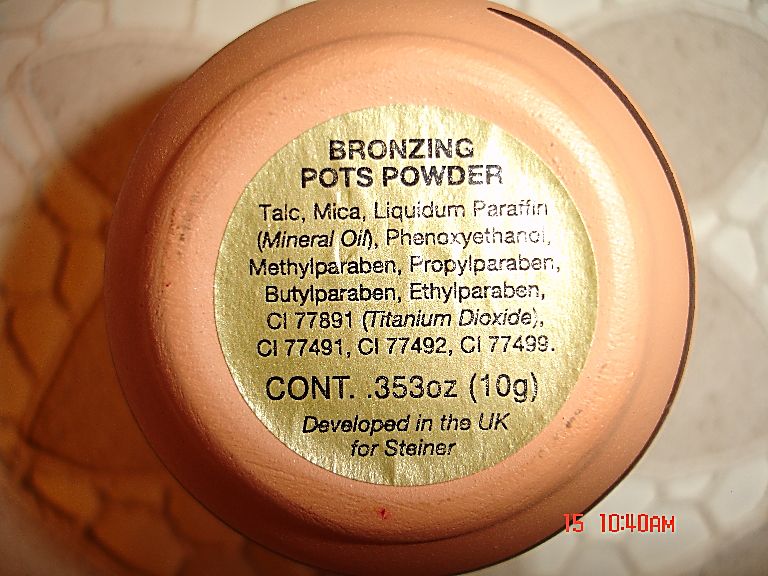 BRONZING
POTS POWDER
Talc, Mica, Liquidum Paraffin
(Mineral Oil), Phenoxyethanol,
Methylparaben, Propylparaben,
Butylparaben, Ethylparaben,
CI 77891 (Titanium Dioxide),
CI 77491, CI 77492, CI 77499.
CONT. .353oz (10g)
Developed in the UK
for Steiner
15 10:40AM